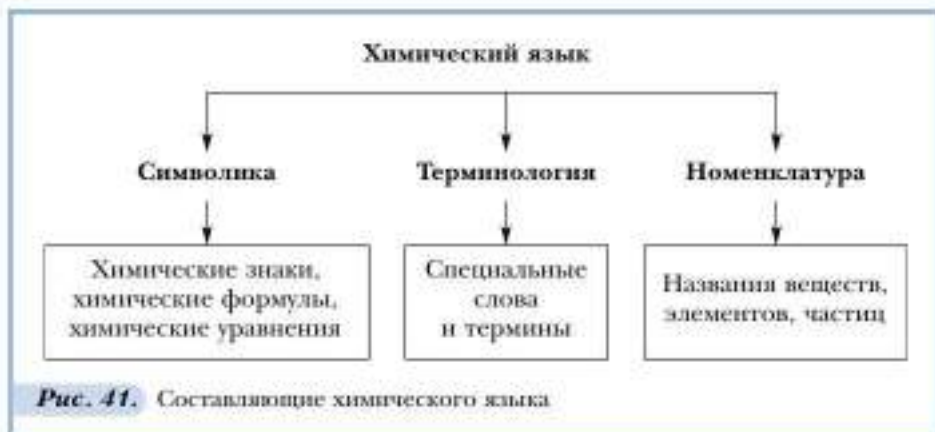 Химический язык
Символика
Терминология
Номенклатура
Химические знаки,
химические формулы,
химические уравнения
Специальные
слова
и термины
Названия веществ,
элементов, частиц
Рис. 41. Составляющие химического языка